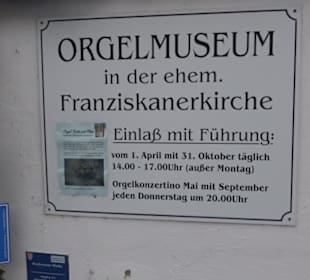 ORGELMUSEUM
in der ehem.
Franziskanerkirche
Einlaß mit Führung:
vom 1. April mit 31. Oktober täglich
14.00 - 17.00Uhr (außer Montag)
Orgelkonzertino Mai mit September
jeden Donnerstag um 20.00Uhr